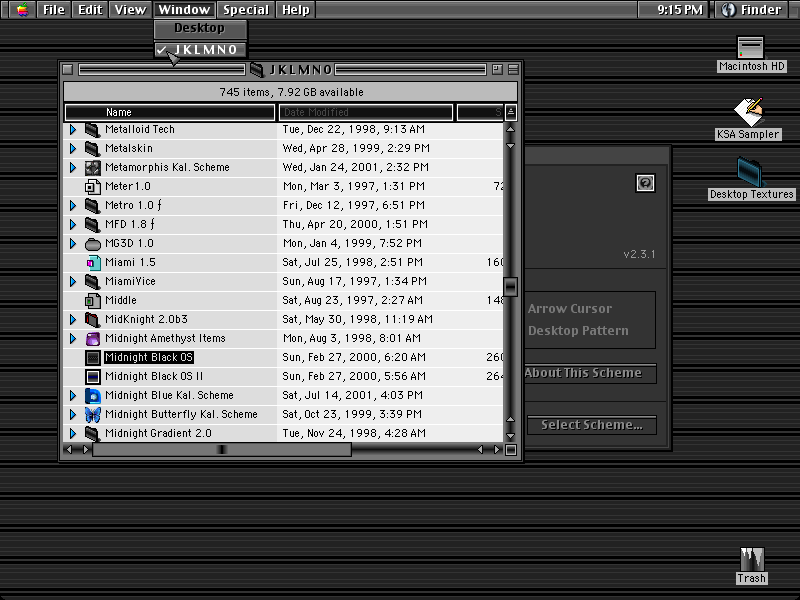 File Edit View Window Special Help 9:15 PM Finder
Desktop
✓ JKLMNO
JKLMNO
745 items, 7.92 GB available
Name Date Modified S
Metalloid Tech Tue, Dec 22, 1998, 9:13 AM
Metalskin Wed, Apr 28, 1999, 2:29 PM
Metamorphis Kal. Scheme Wed, Jan 24, 2001, 2:32 PM
Meter1.0 Mon, Mar 3, 1997, 1:31 PM 72
Metro 1.0 ƒ Fri, Dec 12, 1997, 6:51 PM
MFD 1.8 ƒ Thu, Apr 20, 2000, 1:51 PM
MG3D 1.0 Mon, Jan 4, 1999, 7:52 PM
Miami 1.5 Sat, Jul 25, 1998, 2:51 PM 160
MiamiVice Sun, Aug 17, 1997, 1:34 PM
Middle Sat, Aug 23, 1997, 2:27 AM 148
MidKnight 2.0b3 Sat, May 30, 1998, 11:19 AM
Midnight Amethyst Items Mon, Aug 3, 1998, 8:01 AM
Midnight Black OS Sun, Feb 27, 2000, 6:20 AM 260
Midnight Black OS II Sun, Feb 27, 2000, 5:56 AM 264
Midnight Blue Kal. Scheme Sat, Jul 14, 2001, 4:03 PM
Midnight Butterfly Kal. Scheme Sat, Oct 23, 1999, 3:39 PM
Midnight Gradient 2.0 Tue, Nov 24, 1998, 4:28 AM
v2.3.1
Arrow Cursor
Desktop Pattern
About This Scheme
Select Scheme...
Macintosh HD
KSA Sampler
Desktop Textures
Trash